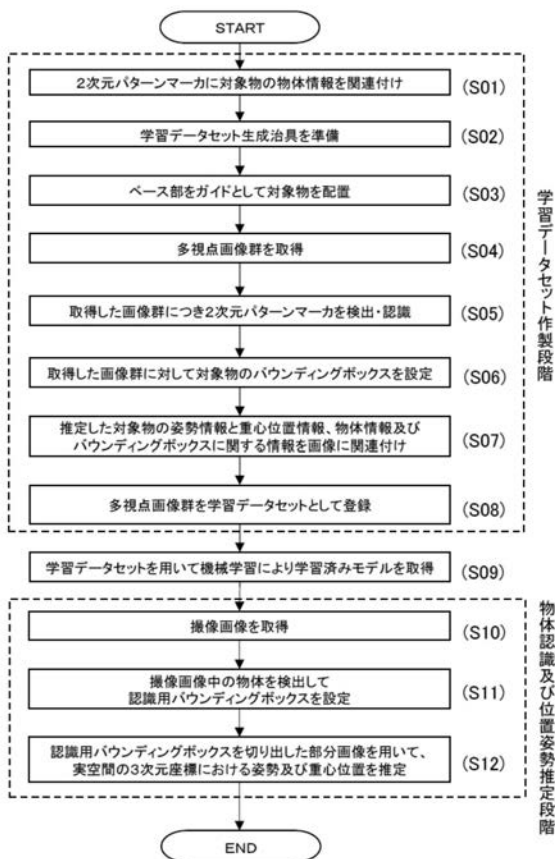 START
2次元パターンマーカに対象物の物体情報を関連付け
(S01)
学習データセット生成治具を準備
(S02)
ベース部をガイドとして対象物を配置
(S03)
多視点画像群を取得
(S04)
取得した画像群につき2次元パターンマーカを検出・認識
(S05)
取得した画像群に対して対象物のバウンディングボックスを設定
(S06)
推定した対象物の姿勢情報と重心位置情報、物体情報及び
バウンディングボックスに関する情報を画像に関連付け
(S07)
多視点画像群を学習データセットとして登録
(S08)
学習データセット作製段階
学習データセットを用いて機械学習により学習済みモデルを取得
(S09)
撮像画像を取得
(S10)
撮像画像中の物体を検出して
認識用バウンディングボックスを設定
(S11)
認識用バウンディングボックスを切り出した部分画像を用いて、
実空間の3次元座標における姿勢及び重心位置を推定
(S12)
物体認識及び位置姿勢推定段階
END